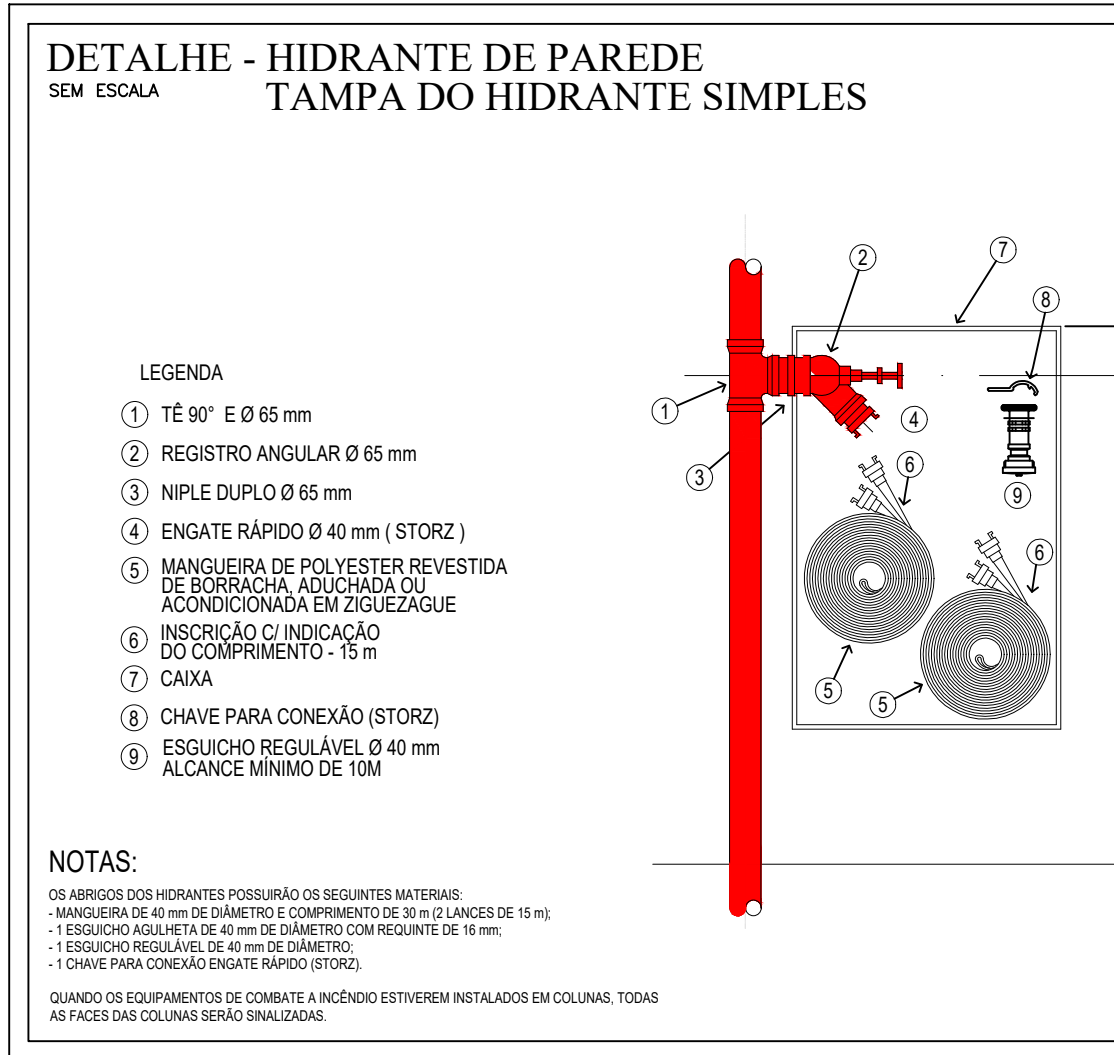 DETALHE - HIDRANTE DE PAREDE
SEM ESCALA
TAMPA DO HIDRANTE SIMPLES
LEGENDA
1 TÊ 90° E Ø 65 mm
2 REGISTRO ANGULAR Ø 65 mm
3 NIPLE DUPLO Ø 65 mm
4 ENGATE RÁPIDO Ø 40 mm ( STORZ )
5 MANGUEIRA DE POLYESTER REVESTIDA
DE BORRACHA, ADUCHADA OU
ACONDICIONADA EM ZIGUEZAGUE
6 INSCRIÇÃO C/ INDICAÇÃO
DO COMPRIMENTO - 15 m
7 CAIXA
8 CHAVE PARA CONEXÃO (STORZ)
9 ESGUICHO REGULÁVEL Ø 40 mm
ALCANCE MÍNIMO DE 10M
2
7
8
1
4
3
6
9
6
5
5
NOTAS:
OS ABRIGOS DOS HIDRANTES POSSUIRÃO OS SEGUINTES MATERIAIS:
- MANGUEIRA DE 40 mm DE DIÂMETRO E COMPRIMENTO DE 30 m (2 LANCES DE 15 m);
- 1 ESGUICHO AGULHETA DE 40 mm DE DIÂMETRO COM REQUINTE DE 16 mm;
- 1 ESGUICHO REGULÁVEL DE 40 mm DE DIÂMETRO;
- 1 CHAVE PARA CONEXÃO ENGATE RÁPIDO (STORZ).
QUANDO OS EQUIPAMENTOS DE COMBATE A INCÊNDIO ESTIVEREM INSTALADOS EM COLUNAS, TODAS
AS FACES DAS COLUNAS SERÃO SINALIZADAS.